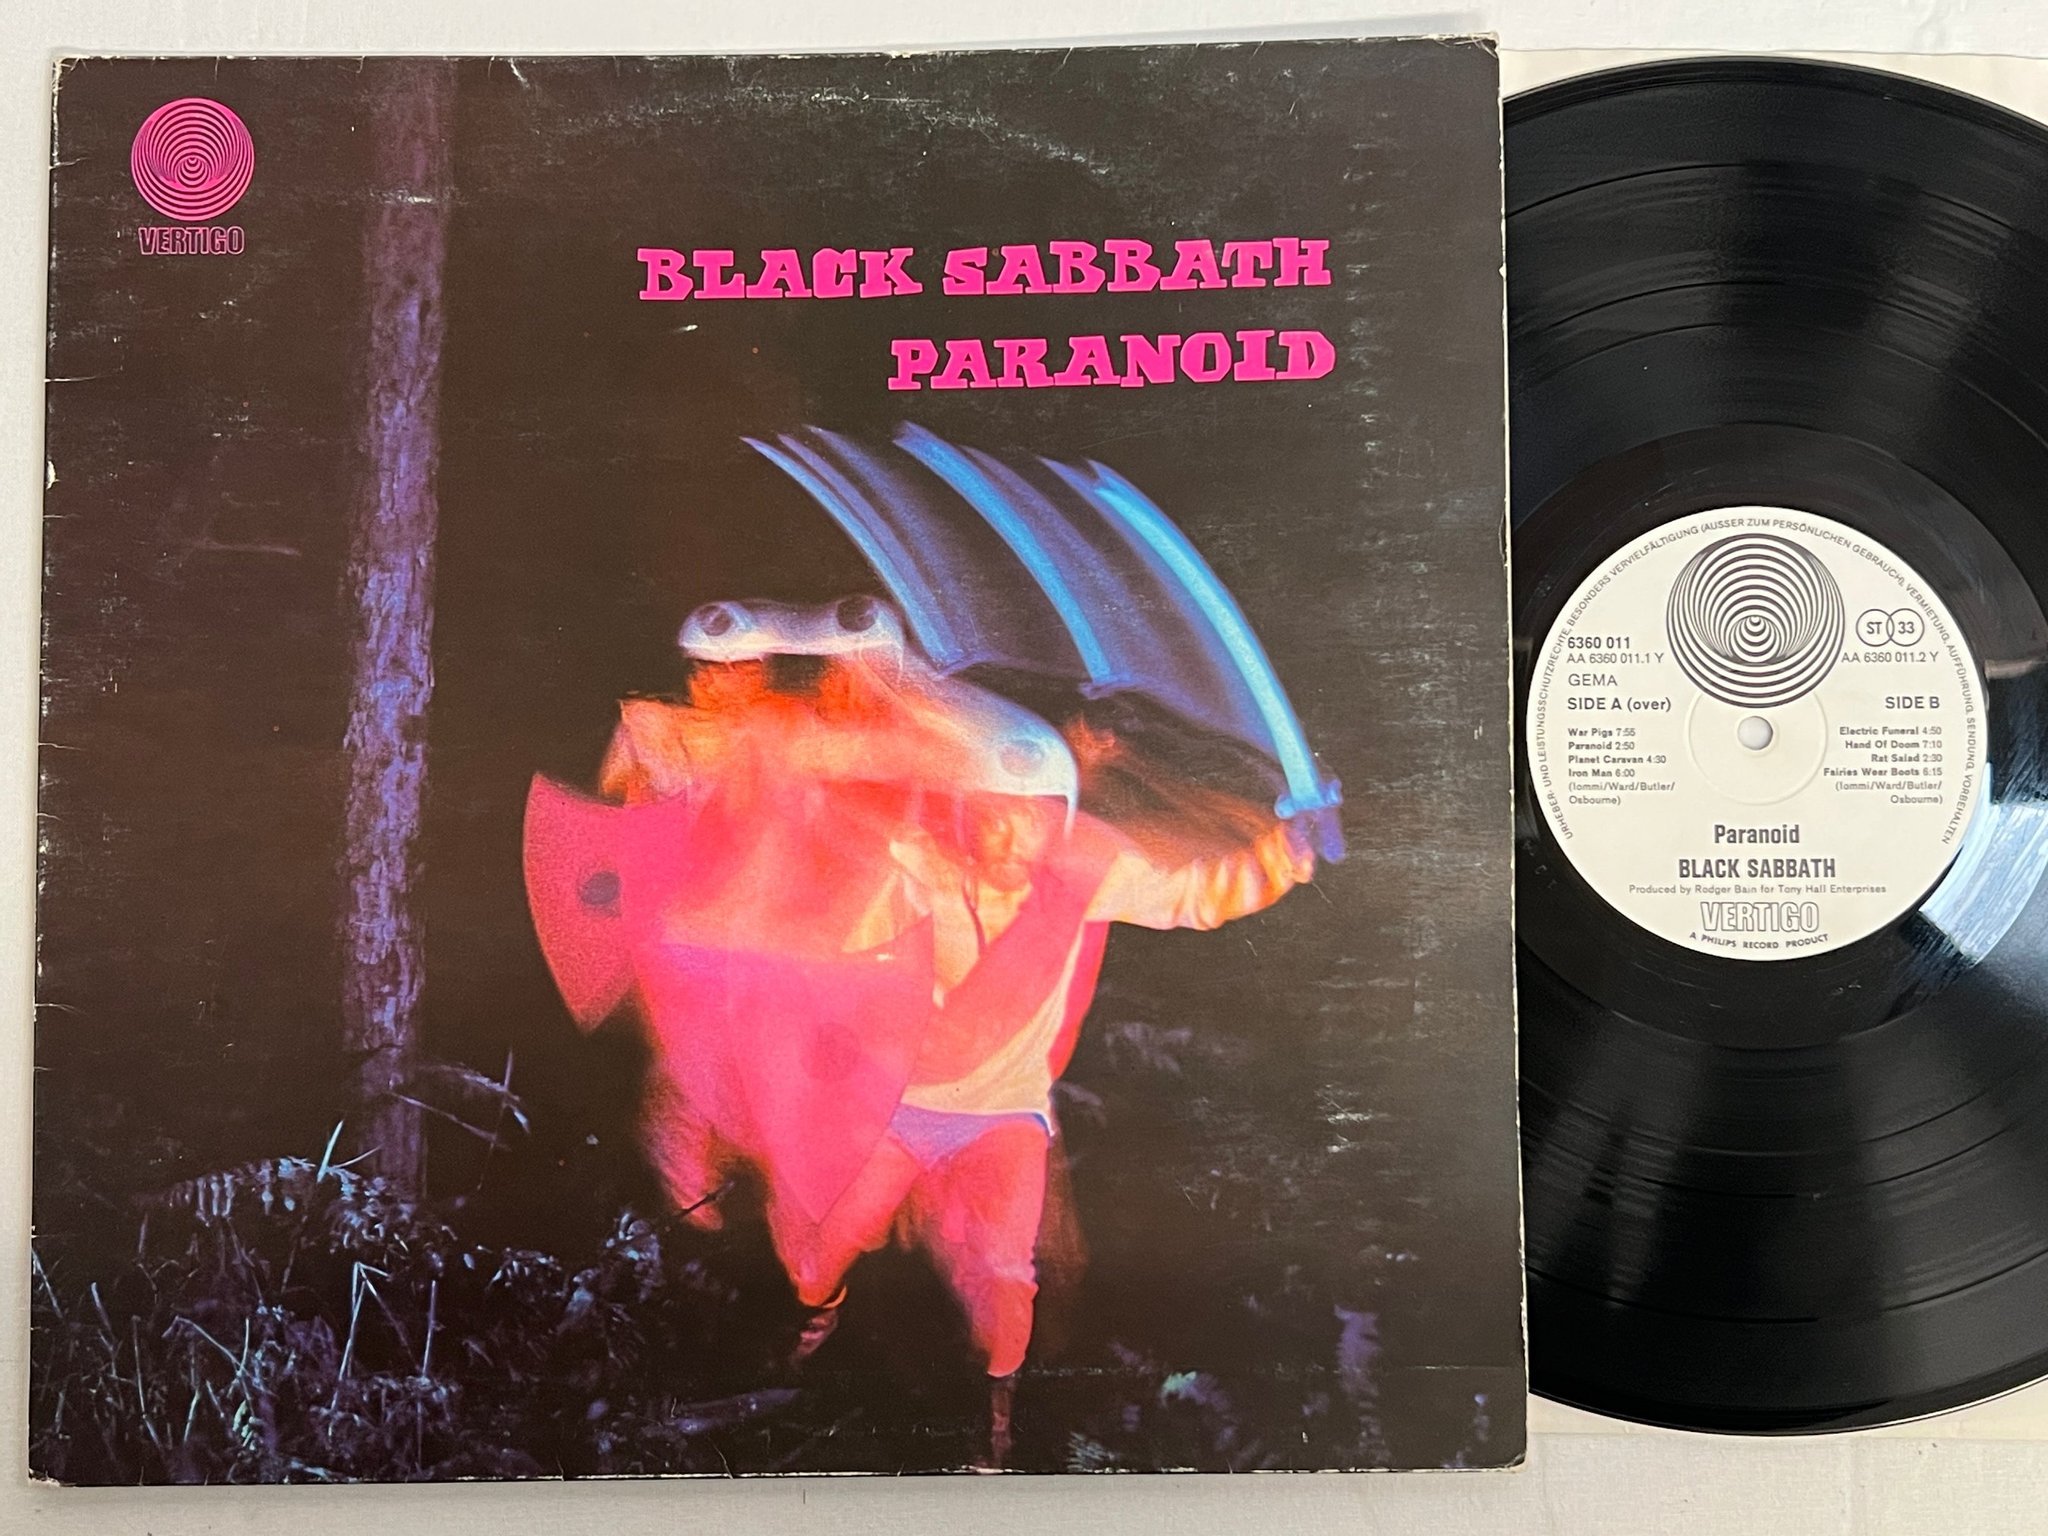 VERTIGO
BLACK SABBATH
PARANOID
URHEBER- UND LEISTUNGSSCHUTZRECHTE, BESONDERS VERVIELFÄLTIGUNG (AUSSER ZUM PERSÖNLICHEN GEBRAUCH), VERMIETUNG, AUFFÜHRUNG, SENDUNG, VORBEHALTEN
6360 011
AA 6360 011.1 Y
GEMA
SIDE A (over)
War Pigs 7:55
Paranoid 2:50
Planet Caravan 4:30
Iron Man 6:00
(Iommi/Ward/Butler/
Osbourne)
ST 33
AA 6360 011.2 Y
SIDE B
Electric Funeral 4:50
Hand Of Doom 7:10
Rat Salad 2:30
Fairies Wear Boots 6:15
(Iommi/Ward/Butler/
Osbourne)
Paranoid
BLACK SABBATH
Produced by Rodger Bain for Tony Hall Enterprises
VERTIGO
A PHILIPS RECORD PRODUCT